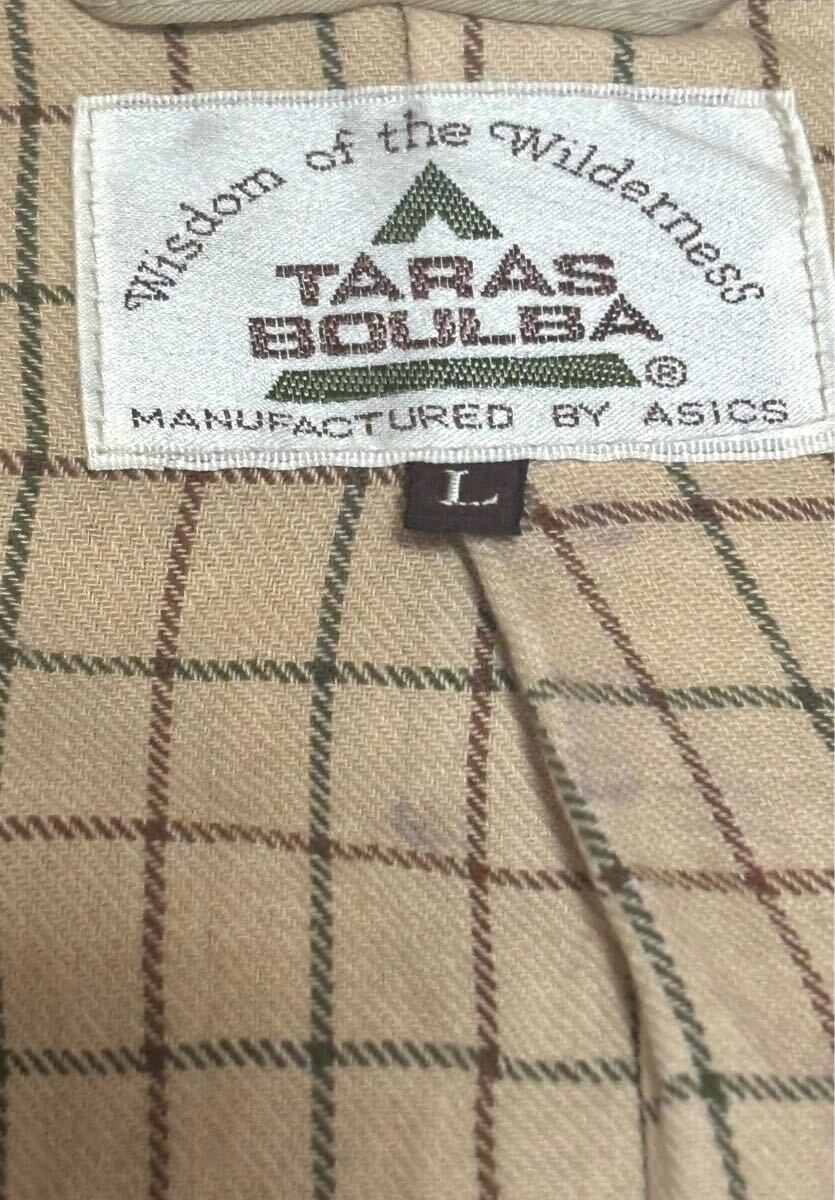 Wisdom of the Wilderness
TARAS
BOULBA®
MANUFACTURED BY ASICS
L